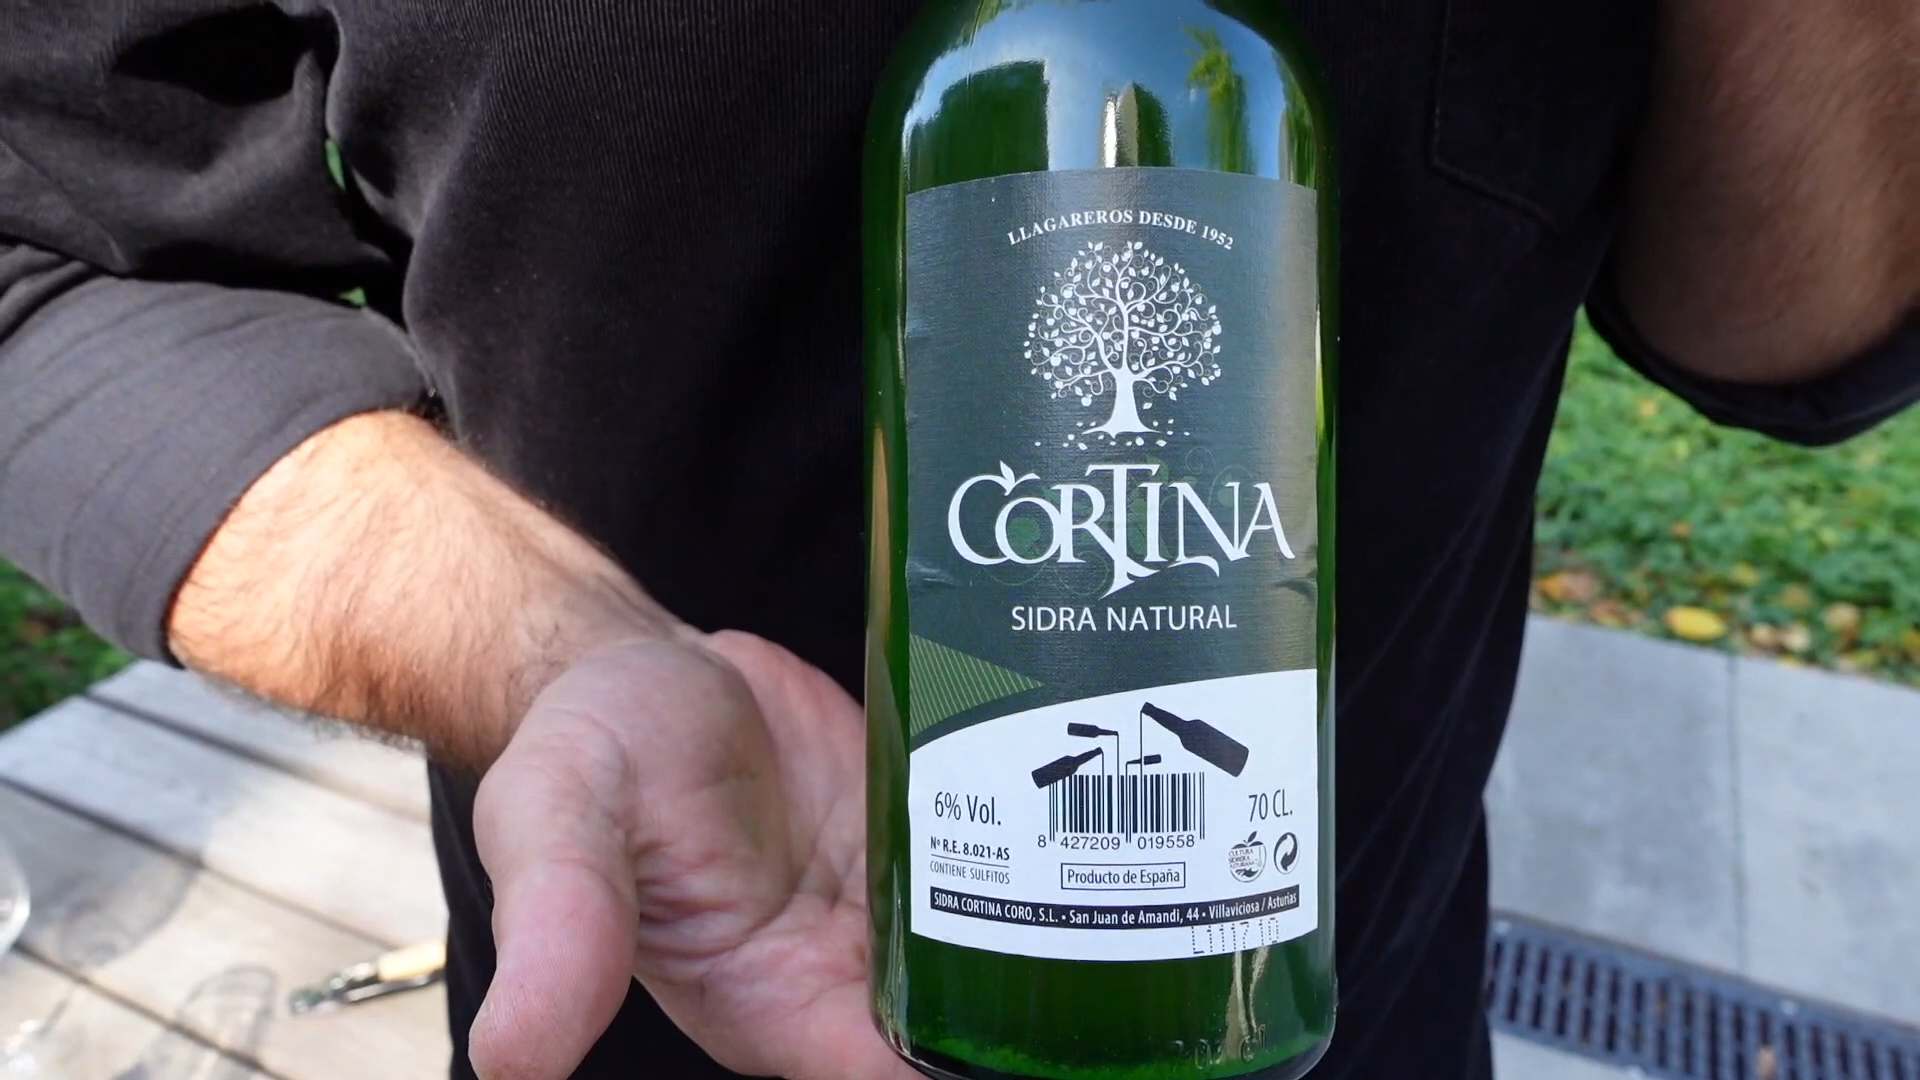 LLAGAREROS DESDE 1952
CORTINA
SIDRA NATURAL
6% Vol.
70 CL.
8 427209 019558
Nº R.E. 8.021-AS
CONTIENE SULFITOS
Producto de España
SIDRA CORTINA CORO, S.L. • San Juan de Amandi, 44 • Villaviciosa / Asturias